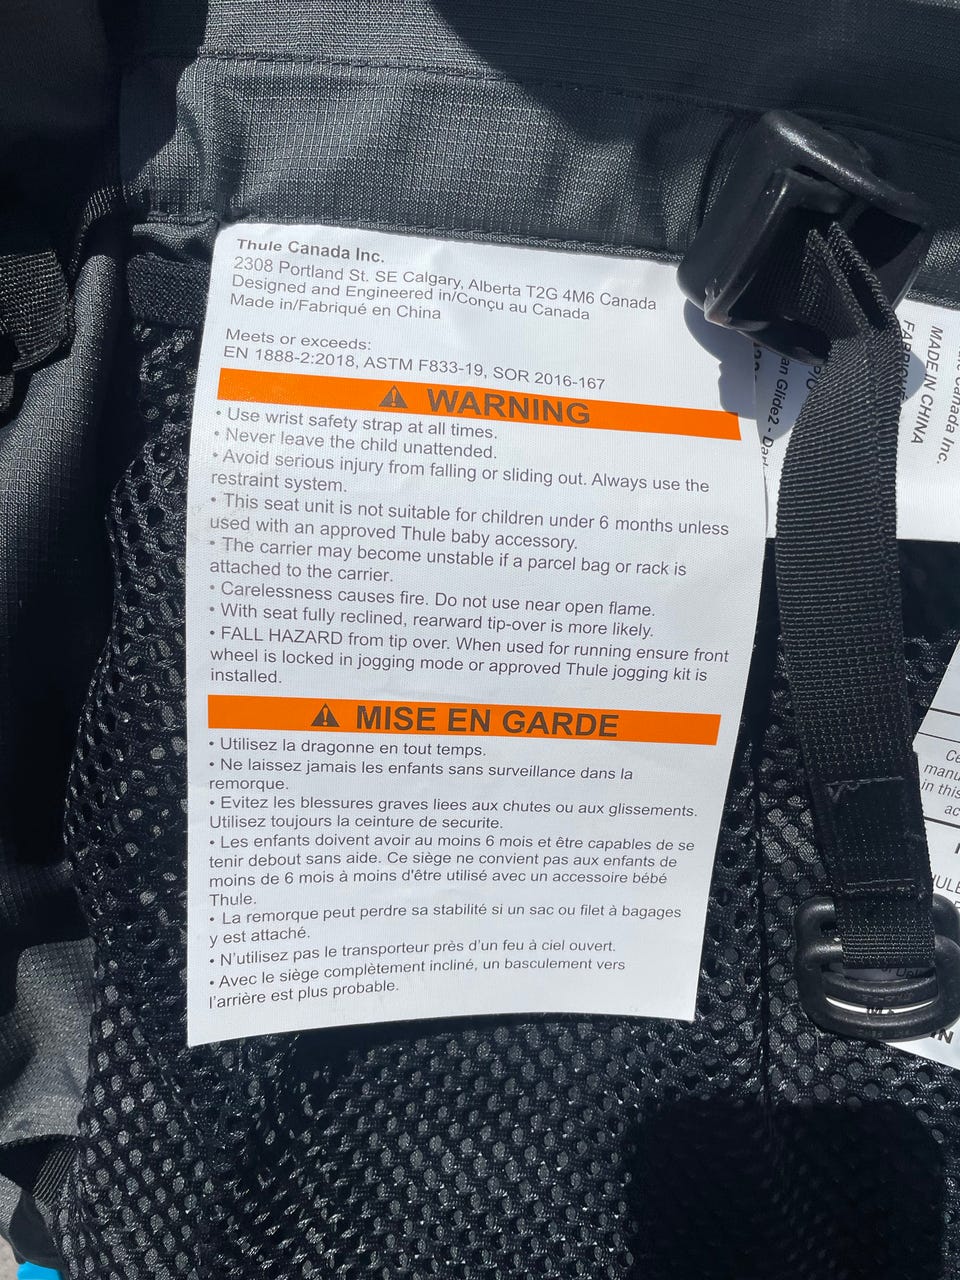 Thule Canada Inc.
2308 Portland St. SE Calgary, Alberta T2G 4M6 Canada
Designed and Engineered in/Conçu au Canada
Made in/Fabriqué en China
Meets or exceeds:
EN 1888-2:2018, ASTM F833-19, SOR 2016-167
WARNING
• Use wrist safety strap at all times.
• Never leave the child unattended.
• Avoid serious injury from falling or sliding out. Always use the
restraint system.
• This seat unit is not suitable for children under 6 months unless
used with an approved Thule baby accessory.
• The carrier may become unstable if a parcel bag or rack is
attached to the carrier.
• Carelessness causes fire. Do not use near open flame.
• With seat fully reclined, rearward tip-over is more likely.
• FALL HAZARD from tip over. When used for running ensure front
wheel is locked in jogging mode or approved Thule jogging kit is
installed.
MISE EN GARDE
• Utilisez la dragonne en tout temps.
• Ne laissez jamais les enfants sans surveillance dans la
remorque.
• Evitez les blessures graves liees aux chutes ou aux glissements.
Utilisez toujours la ceinture de securite.
• Les enfants doivent avoir au moins 6 mois et être capables de se
tenir debout sans aide. Ce siège ne convient pas aux enfants de
moins de 6 mois à moins d'être utilisé avec un accessoire bébé
Thule.
• La remorque peut perdre sa stabilité si un sac ou filet à bagages
y est attaché.
• N'utilisez pas le transporteur près d'un feu à ciel ouvert.
• Avec le siège complètement incliné, un basculement vers
l'arrière est plus probable.
Canada Inc.
MADE IN CHINA
FABRIQUÉ
Glide2 -
in this